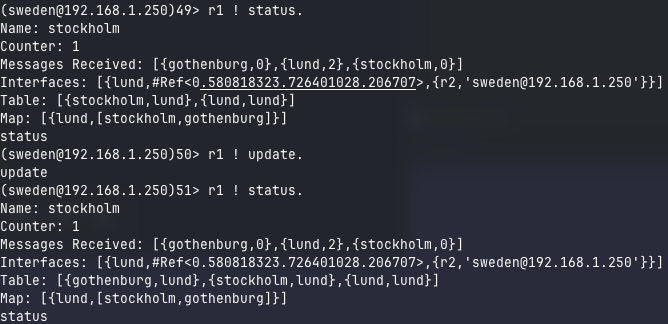 (sweden@192.168.1.250)49> r1 ! status.
Name: stockholm
Counter: 1
Messages Received: [{gothenburg,0},{lund,2},{stockholm,0}]
Interfaces: [{lund,#Ref<0.580818323.726401028.206707>,{r2,'sweden@192.168.1.250'}}]
Table: [{stockholm,lund},{lund,lund}]
Map: [{lund,[stockholm,gothenburg]}]
status
(sweden@192.168.1.250)50> r1 ! update.
update
(sweden@192.168.1.250)51> r1 ! status.
Name: stockholm
Counter: 1
Messages Received: [{gothenburg,0},{lund,2},{stockholm,0}]
Interfaces: [{lund,#Ref<0.580818323.726401028.206707>,{r2,'sweden@192.168.1.250'}}]
Table: [{gothenburg,lund},{stockholm,lund},{lund,lund}]
Map: [{lund,[stockholm,gothenburg]}]
status